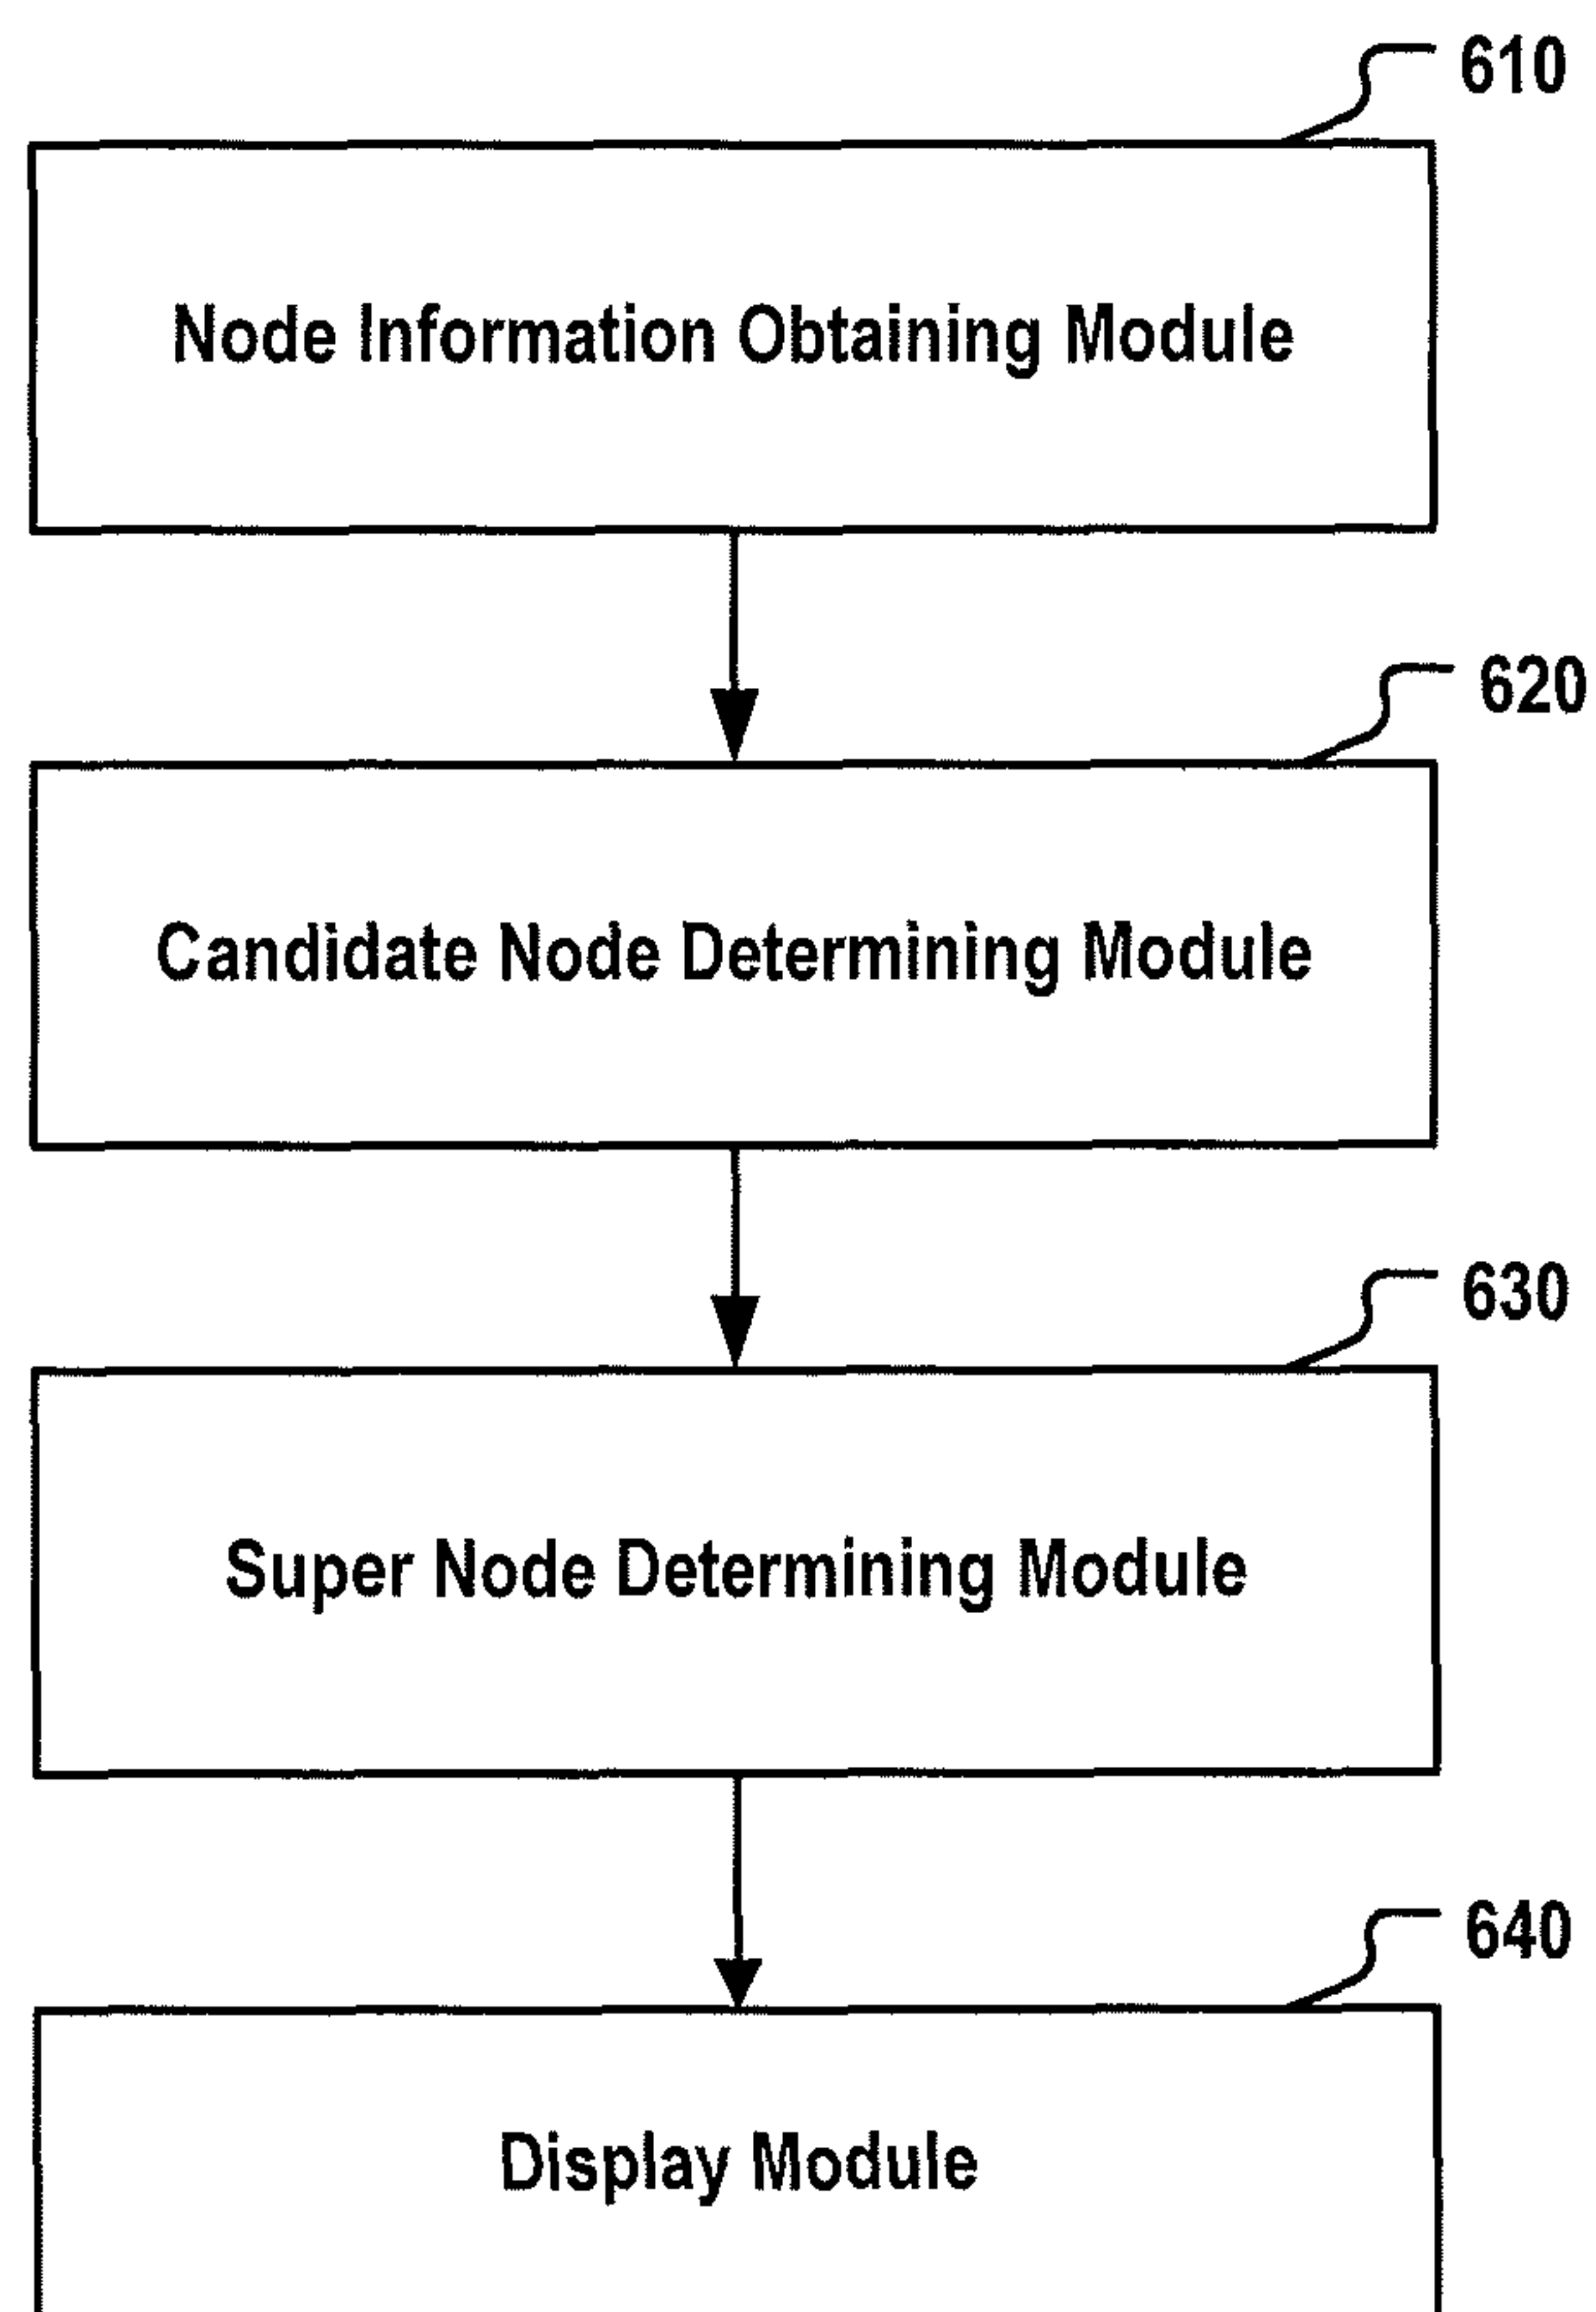 610
Node Information Obtaining Module
620
Candidate Node Determining Module
630
Super Node Determining Module
640
Display Module